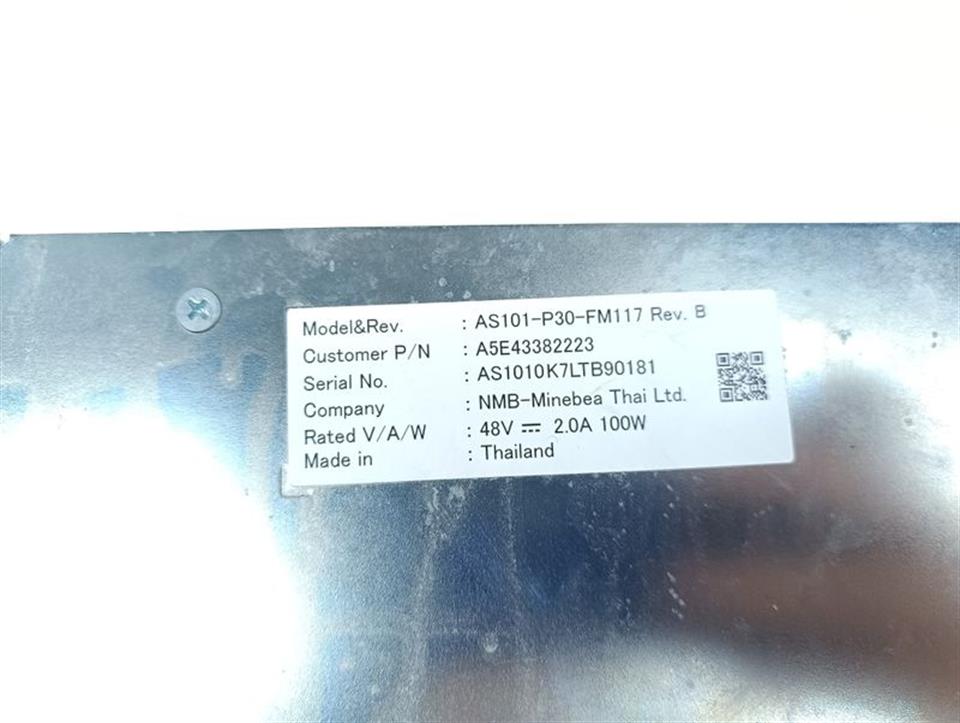 Model&Rev. : AS101-P30-FM117 Rev. B
Customer P/N : A5E43382223
Serial No. : AS1010K7LTB90181
Company : NMB-Minebea Thai Ltd.
Rated V/A/W : 48V ⎓ 2.0A 100W
Made in : Thailand